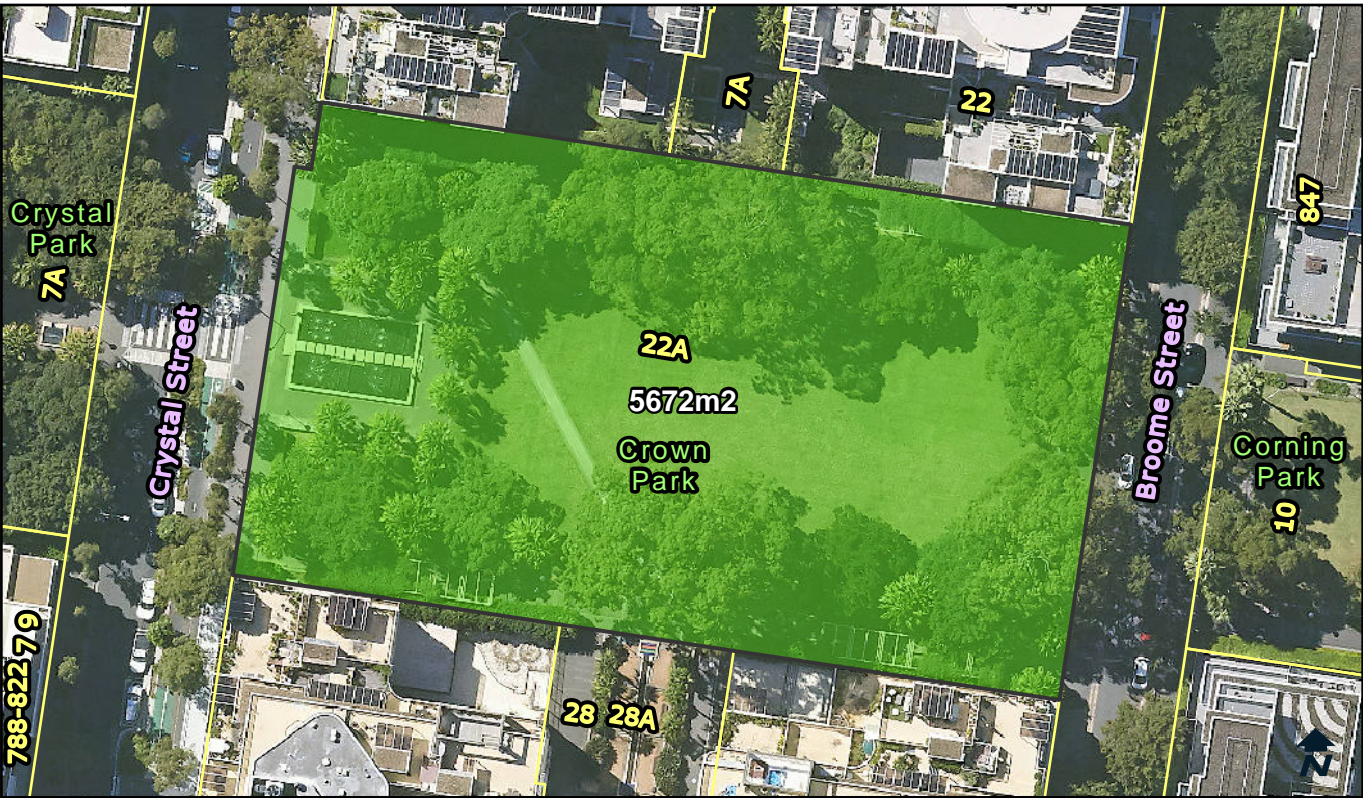 7A
22
847
Crystal
Park
7A
Crystal Street
22A
5672m2
Crown
Park
Broome Street
Corning
Park
10
79
788-822
28
28A
N